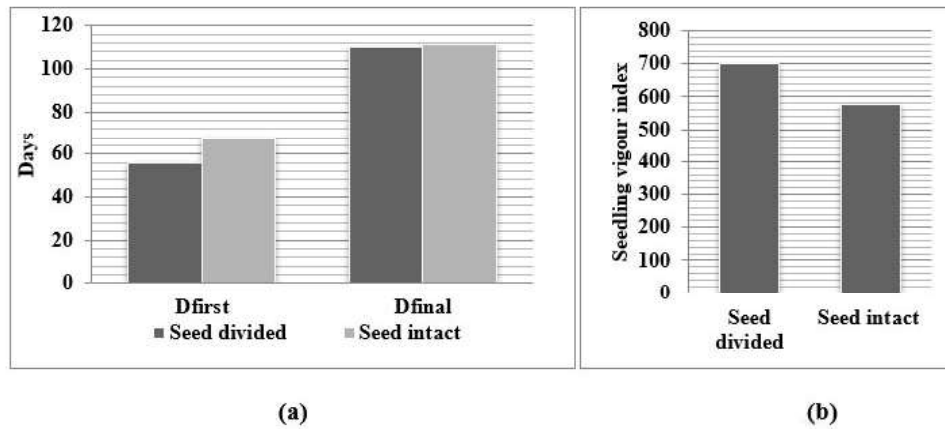 120
100
80
60
40
20
0
Days
Dfirst Dfinal
Seed divided Seed intact
(a)
800
700
600
500
400
300
200
100
0
Seedling vigour index
Seed
divided
Seed intact
(b)